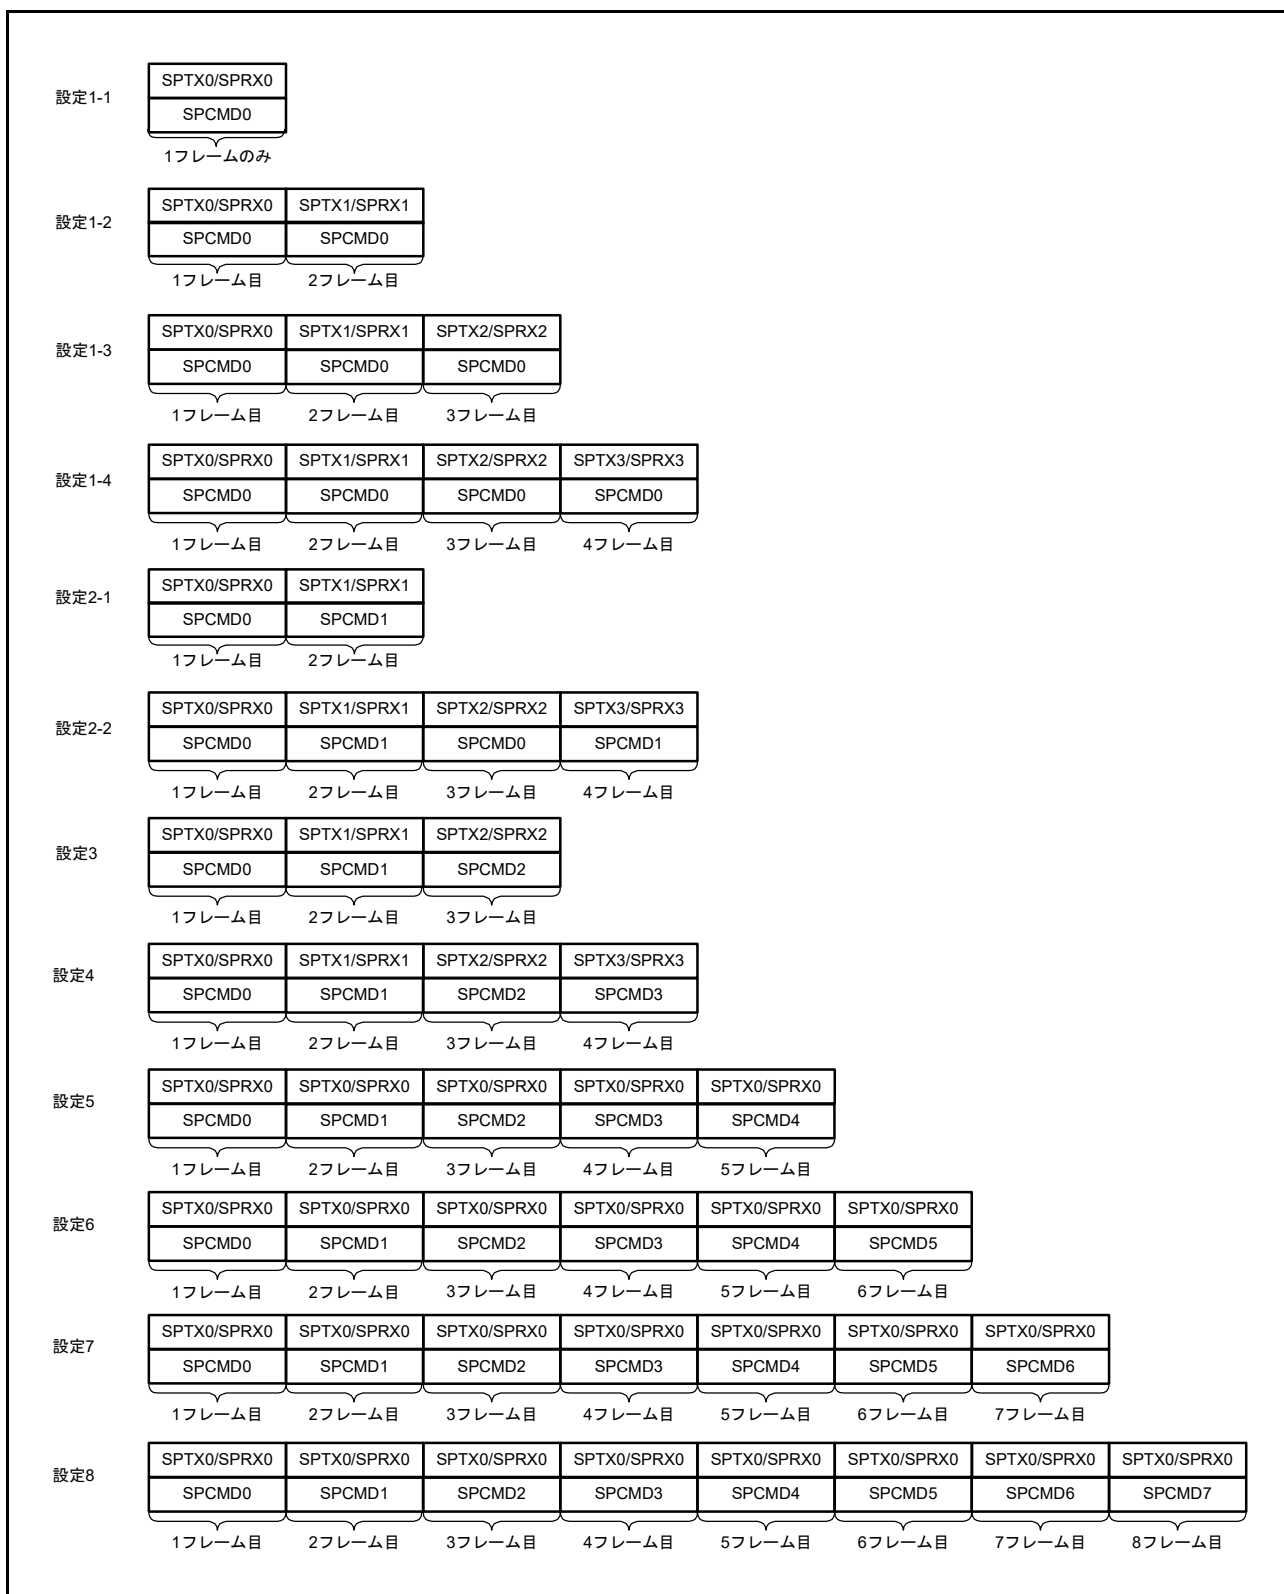 設定1-1
SPTX0/SPRX0
SPCMD0
1フレームのみ
設定1-2
SPTX0/SPRX0 SPTX1/SPRX1
SPCMD0 SPCMD0
1フレーム目 2フレーム目
設定1-3
SPTX0/SPRX0 SPTX1/SPRX1 SPTX2/SPRX2
SPCMD0 SPCMD0 SPCMD0
1フレーム目 2フレーム目 3フレーム目
設定1-4
SPTX0/SPRX0 SPTX1/SPRX1 SPTX2/SPRX2 SPTX3/SPRX3
SPCMD0 SPCMD0 SPCMD0 SPCMD0
1フレーム目 2フレーム目 3フレーム目 4フレーム目
設定2-1
SPTX0/SPRX0 SPTX1/SPRX1
SPCMD0 SPCMD1
1フレーム目 2フレーム目
設定2-2
SPTX0/SPRX0 SPTX1/SPRX1 SPTX2/SPRX2 SPTX3/SPRX3
SPCMD0 SPCMD1 SPCMD0 SPCMD1
1フレーム目 2フレーム目 3フレーム目 4フレーム目
設定3
SPTX0/SPRX0 SPTX1/SPRX1 SPTX2/SPRX2
SPCMD0 SPCMD1 SPCMD2
1フレーム目 2フレーム目 3フレーム目
設定4
SPTX0/SPRX0 SPTX1/SPRX1 SPTX2/SPRX2 SPTX3/SPRX3
SPCMD0 SPCMD1 SPCMD2 SPCMD3
1フレーム目 2フレーム目 3フレーム目 4フレーム目
設定5
SPTX0/SPRX0 SPTX0/SPRX0 SPTX0/SPRX0 SPTX0/SPRX0 SPTX0/SPRX0
SPCMD0 SPCMD1 SPCMD2 SPCMD3 SPCMD4
1フレーム目 2フレーム目 3フレーム目 4フレーム目 5フレーム目
設定6
SPTX0/SPRX0 SPTX0/SPRX0 SPTX0/SPRX0 SPTX0/SPRX0 SPTX0/SPRX0 SPTX0/SPRX0
SPCMD0 SPCMD1 SPCMD2 SPCMD3 SPCMD4 SPCMD5
1フレーム目 2フレーム目 3フレーム目 4フレーム目 5フレーム目 6フレーム目
設定7
SPTX0/SPRX0 SPTX0/SPRX0 SPTX0/SPRX0 SPTX0/SPRX0 SPTX0/SPRX0 SPTX0/SPRX0 SPTX0/SPRX0
SPCMD0 SPCMD1 SPCMD2 SPCMD3 SPCMD4 SPCMD5 SPCMD6
1フレーム目 2フレーム目 3フレーム目 4フレーム目 5フレーム目 6フレーム目 7フレーム目
設定8
SPTX0/SPRX0 SPTX0/SPRX0 SPTX0/SPRX0 SPTX0/SPRX0 SPTX0/SPRX0 SPTX0/SPRX0 SPTX0/SPRX0 SPTX0/SPRX0
SPCMD0 SPCMD1 SPCMD2 SPCMD3 SPCMD4 SPCMD5 SPCMD6 SPCMD7
1フレーム目 2フレーム目 3フレーム目 4フレーム目 5フレーム目 6フレーム目 7フレーム目 8フレーム目